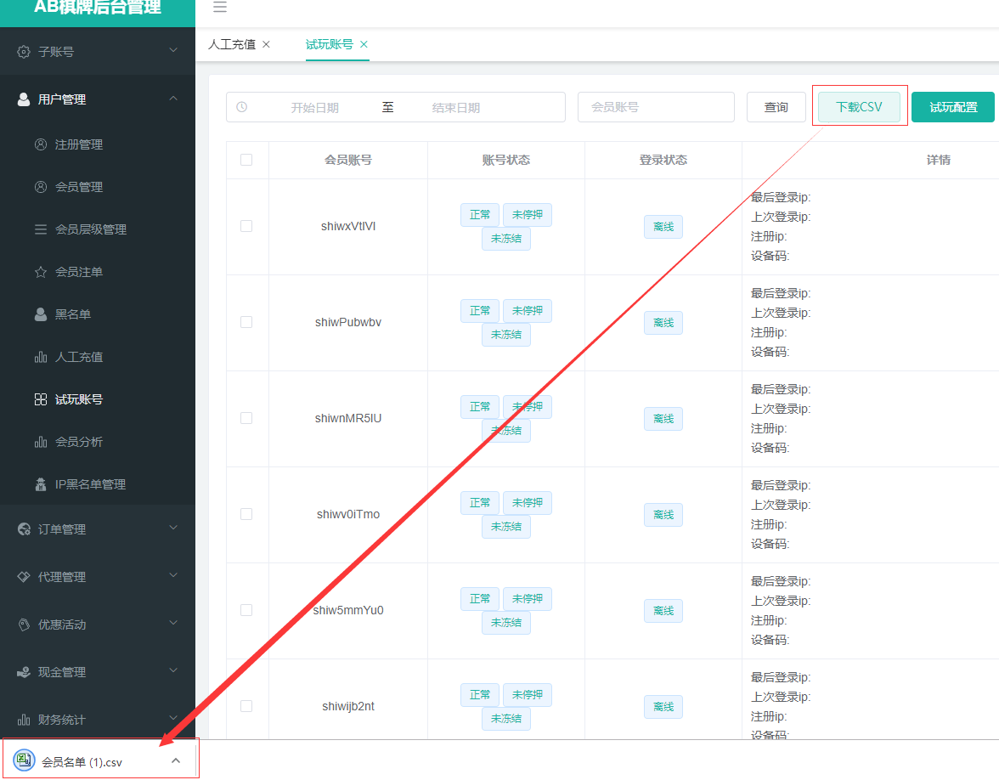 AB棋牌后台管理
子账号
用户管理
注册管理
会员管理
会员层级管理
会员注单
黑名单
人工充值
试玩账号
会员分析
IP黑名单管理
订单管理
代理管理
优惠活动
现金管理
财务统计
人工充值 × 试玩账号 ×
开始日期 至 结束日期 会员账号 查询 下载CSV 试玩配置
会员账号 账号状态 登录状态 详情
shiwxVtlVI 正常 未停押 离线
未冻结
最后登录ip:
上次登录ip:
注册ip:
设备码:
shiwPubwbv 正常 未停押 离线
未冻结
最后登录ip:
上次登录ip:
注册ip:
设备码:
shiwnMR5IU 正常 未停押 离线
未冻结
最后登录ip:
上次登录ip:
注册ip:
设备码:
shiwv0iTmo 正常 未停押 离线
未冻结
最后登录ip:
上次登录ip:
注册ip:
设备码:
shiw5mmYu0 正常 未停押 离线
未冻结
最后登录ip:
上次登录ip:
注册ip:
设备码:
shiwijb2nt 正常 未停押 离线
未冻结
最后登录ip:
上次登录ip:
注册ip:
设备码:
会员名单 (1).csv